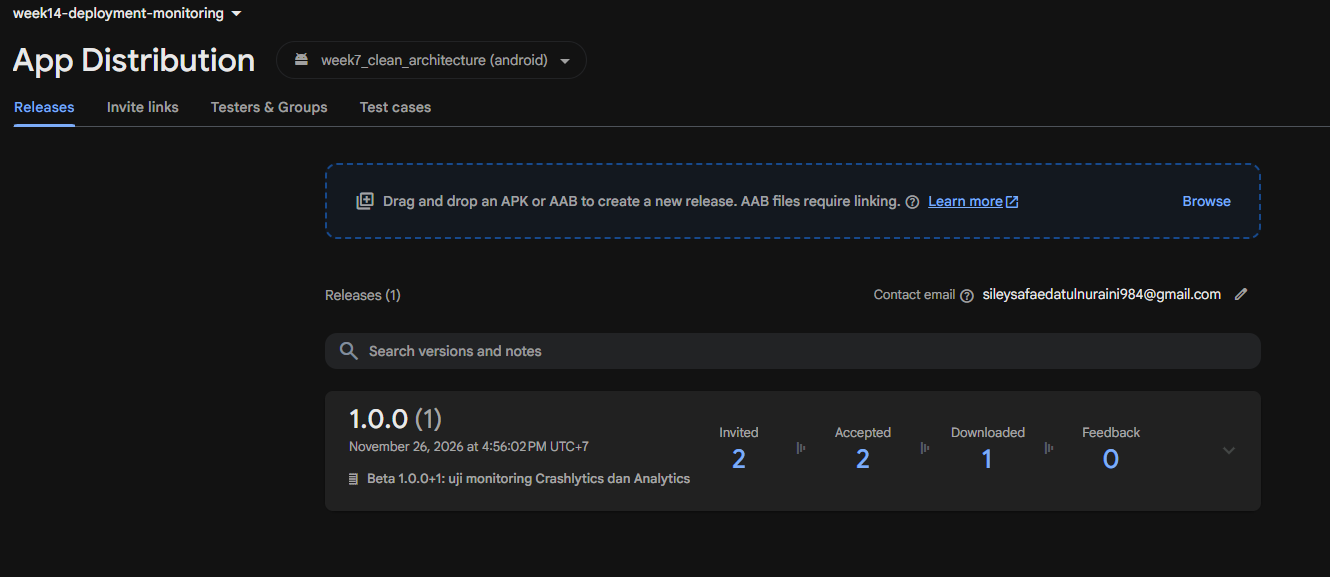 week14-deployment-monitoring
App Distribution
week7_clean_architecture (android)
Releases
Invite links
Testers & Groups
Test cases
Drag and drop an APK or AAB to create a new release. AAB files require linking. Learn more
Browse
Releases (1)
Contact email sileysafaedatulnuraini984@gmail.com
Search versions and notes
1.0.0 (1)
November 26, 2026 at 4:56:02 PM UTC+7
Beta 1.0.0+1: uji monitoring Crashlytics dan Analytics
Invited
2
Accepted
2
Downloaded
1
Feedback
0